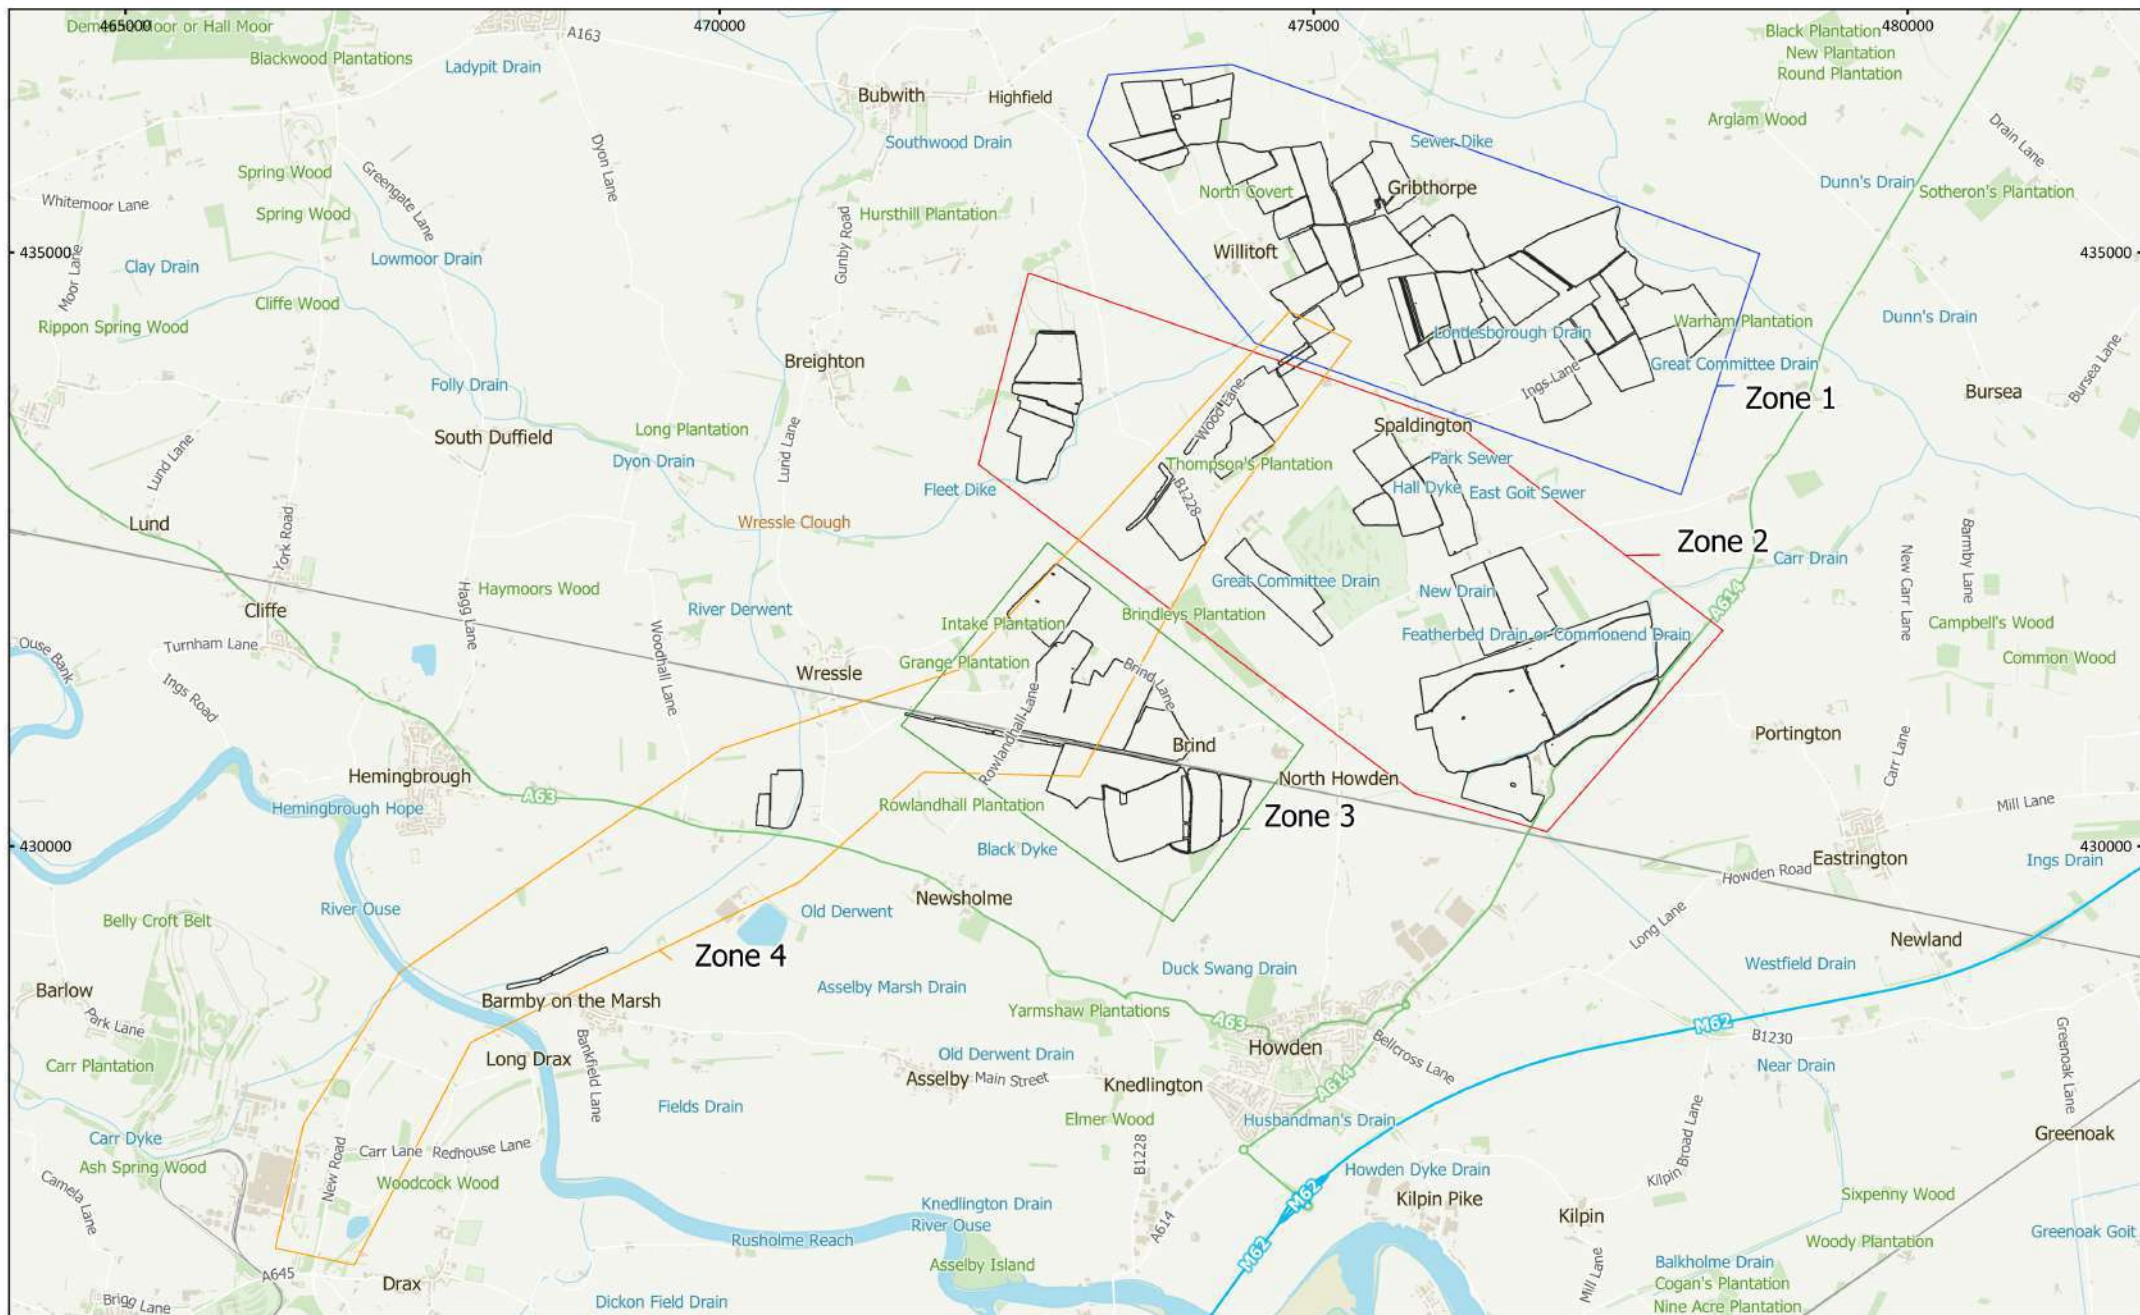 465000
470000
475000
480000
Blackwood Plantations
Ladypit Drain
A163
Bubwith
Highfield
Black Plantation
New Plantation
Round Plantation
Arglam Wood
Drain Lane
Southwood Drain
Sewer Dike
Dyon Lane
Spring Wood
Greengate Lane
Whitemoor Lane
Spring Wood
North Covert
Gribthorpe
Dunn's Drain
Sotheron's Plantation
Hursthill Plantation
Gunby Road
435000
Moor Lane
Clay Drain
Lowmoor Drain
Willitoft
435000
Cliffe Wood
Rippon Spring Wood
Londesborough Drain
Warham Plantation
Dunn's Drain
Breighton
Folly Drain
Great Committee Drain
Ings Lane
Zone 1
Bursea
Bursea Lane
Wood Lane
South Duffield
Long Plantation
Spaldington
Lund Lane
Dyon Drain
Lund Lane
Thompson's Plantation
Park Sewer
Fleet Dike
B1228
Hall Dyke
East Goit Sewer
Lund
York Road
Wressle Clough
Zone 2
Carr Drain
New Carr Lane
Barmby Lane
Haymoors Wood
Great Committee Drain
New Drain
Cliffe
Hagg Lane
River Derwent
Intake Plantation
Brindleys Plantation
A614
Campbell's Wood
Featherbed Drain or Commonend Drain
Ouse Bank
Turnham Lane
Woodhall Lane
Grange Plantation
Common Wood
Wressle
Brind Lane
Ings Road
Rowlandhall Lane
Brind
Portington
Carr Lane
Hemingbrough
North Howden
A63
Hemingbrough Hope
Rowlandhall Plantation
Zone 3
Mill Lane
430000
Black Dyke
430000
Eastrington
Ings Drain
Howden Road
Newsholme
River Ouse
Belly Croft Belt
Old Derwent
Long Lane
Newland
Zone 4
Duck Swang Drain
Westfield Drain
Barlow
Barmby on the Marsh
Asselby Marsh Drain
Park Lane
Yarmshaw Plantations
A63
M62
B1230
Howden
Bellcross Lane
Long Drax
Bankfield Lane
Old Derwent Drain
Carr Plantation
Near Drain
Greenoak Lane
Asselby
Main Street
Knedlington
A614
Fields Drain
Elmer Wood
Husbandman's Drain
Carr Dyke
New Road
Carr Lane
Redhouse Lane
B1228
Kilpin Broad Lane
Greenoak
Ash Spring Wood
Howden Dyke Drain
Camela Lane
Woodcock Wood
M62
Kilpin Pike
Sixpenny Wood
Knedlington Drain
River Ouse
Kilpin
A614
Rusholme Reach
Woody Plantation
Greenoak Goit
M62
Asselby Island
Balkholme Drain
A645
Drax
Mill Lane
Cogan's Plantation
Brigg Lane
Dickon Field Drain
Nine Acre Plantation